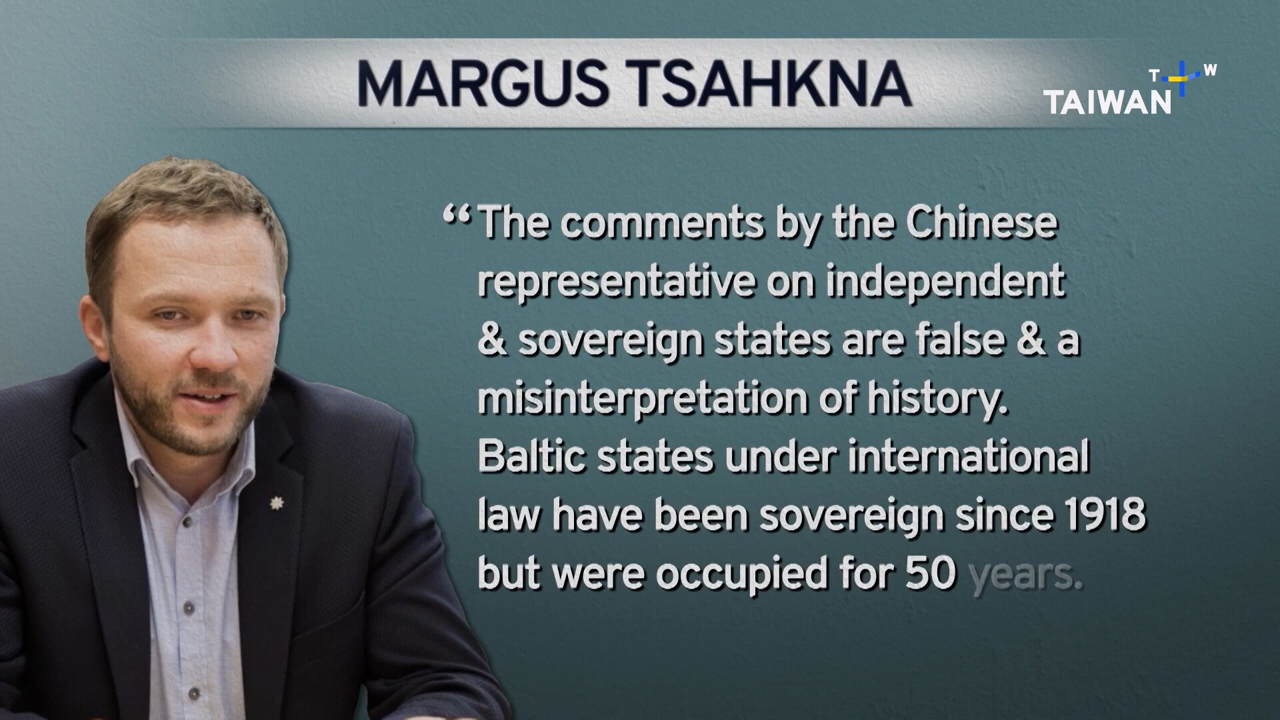 MARGUS TSAHKNA
T W
TAIWAN
“The comments by the Chinese
representative on independent
& sovereign states are false & a
misinterpretation of history.
Baltic states under international
law have been sovereign since 1918
but were occupied for 50 years.